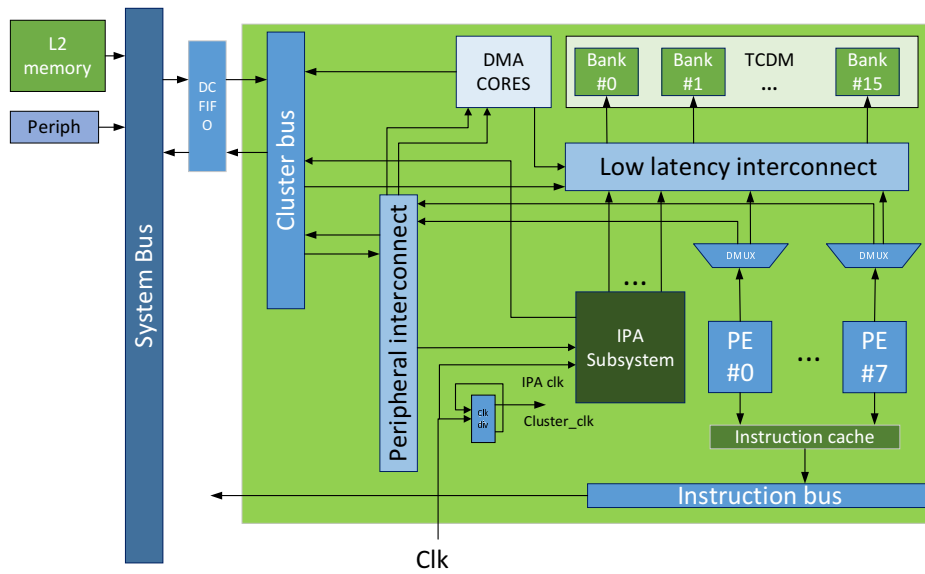 L2
memory
Periph
System Bus
DC
FIF
O
Cluster bus
DMA
CORES
Bank
#0
Bank
#1
TCDM
...
Bank
#15
Low latency interconnect
Peripheral interconnect
DMUX
DMUX
...
IPA
Subsystem
PE
#0
...
PE
#7
IPA clk
Clk
div
Cluster_clk
Instruction cache
Instruction bus
Clk